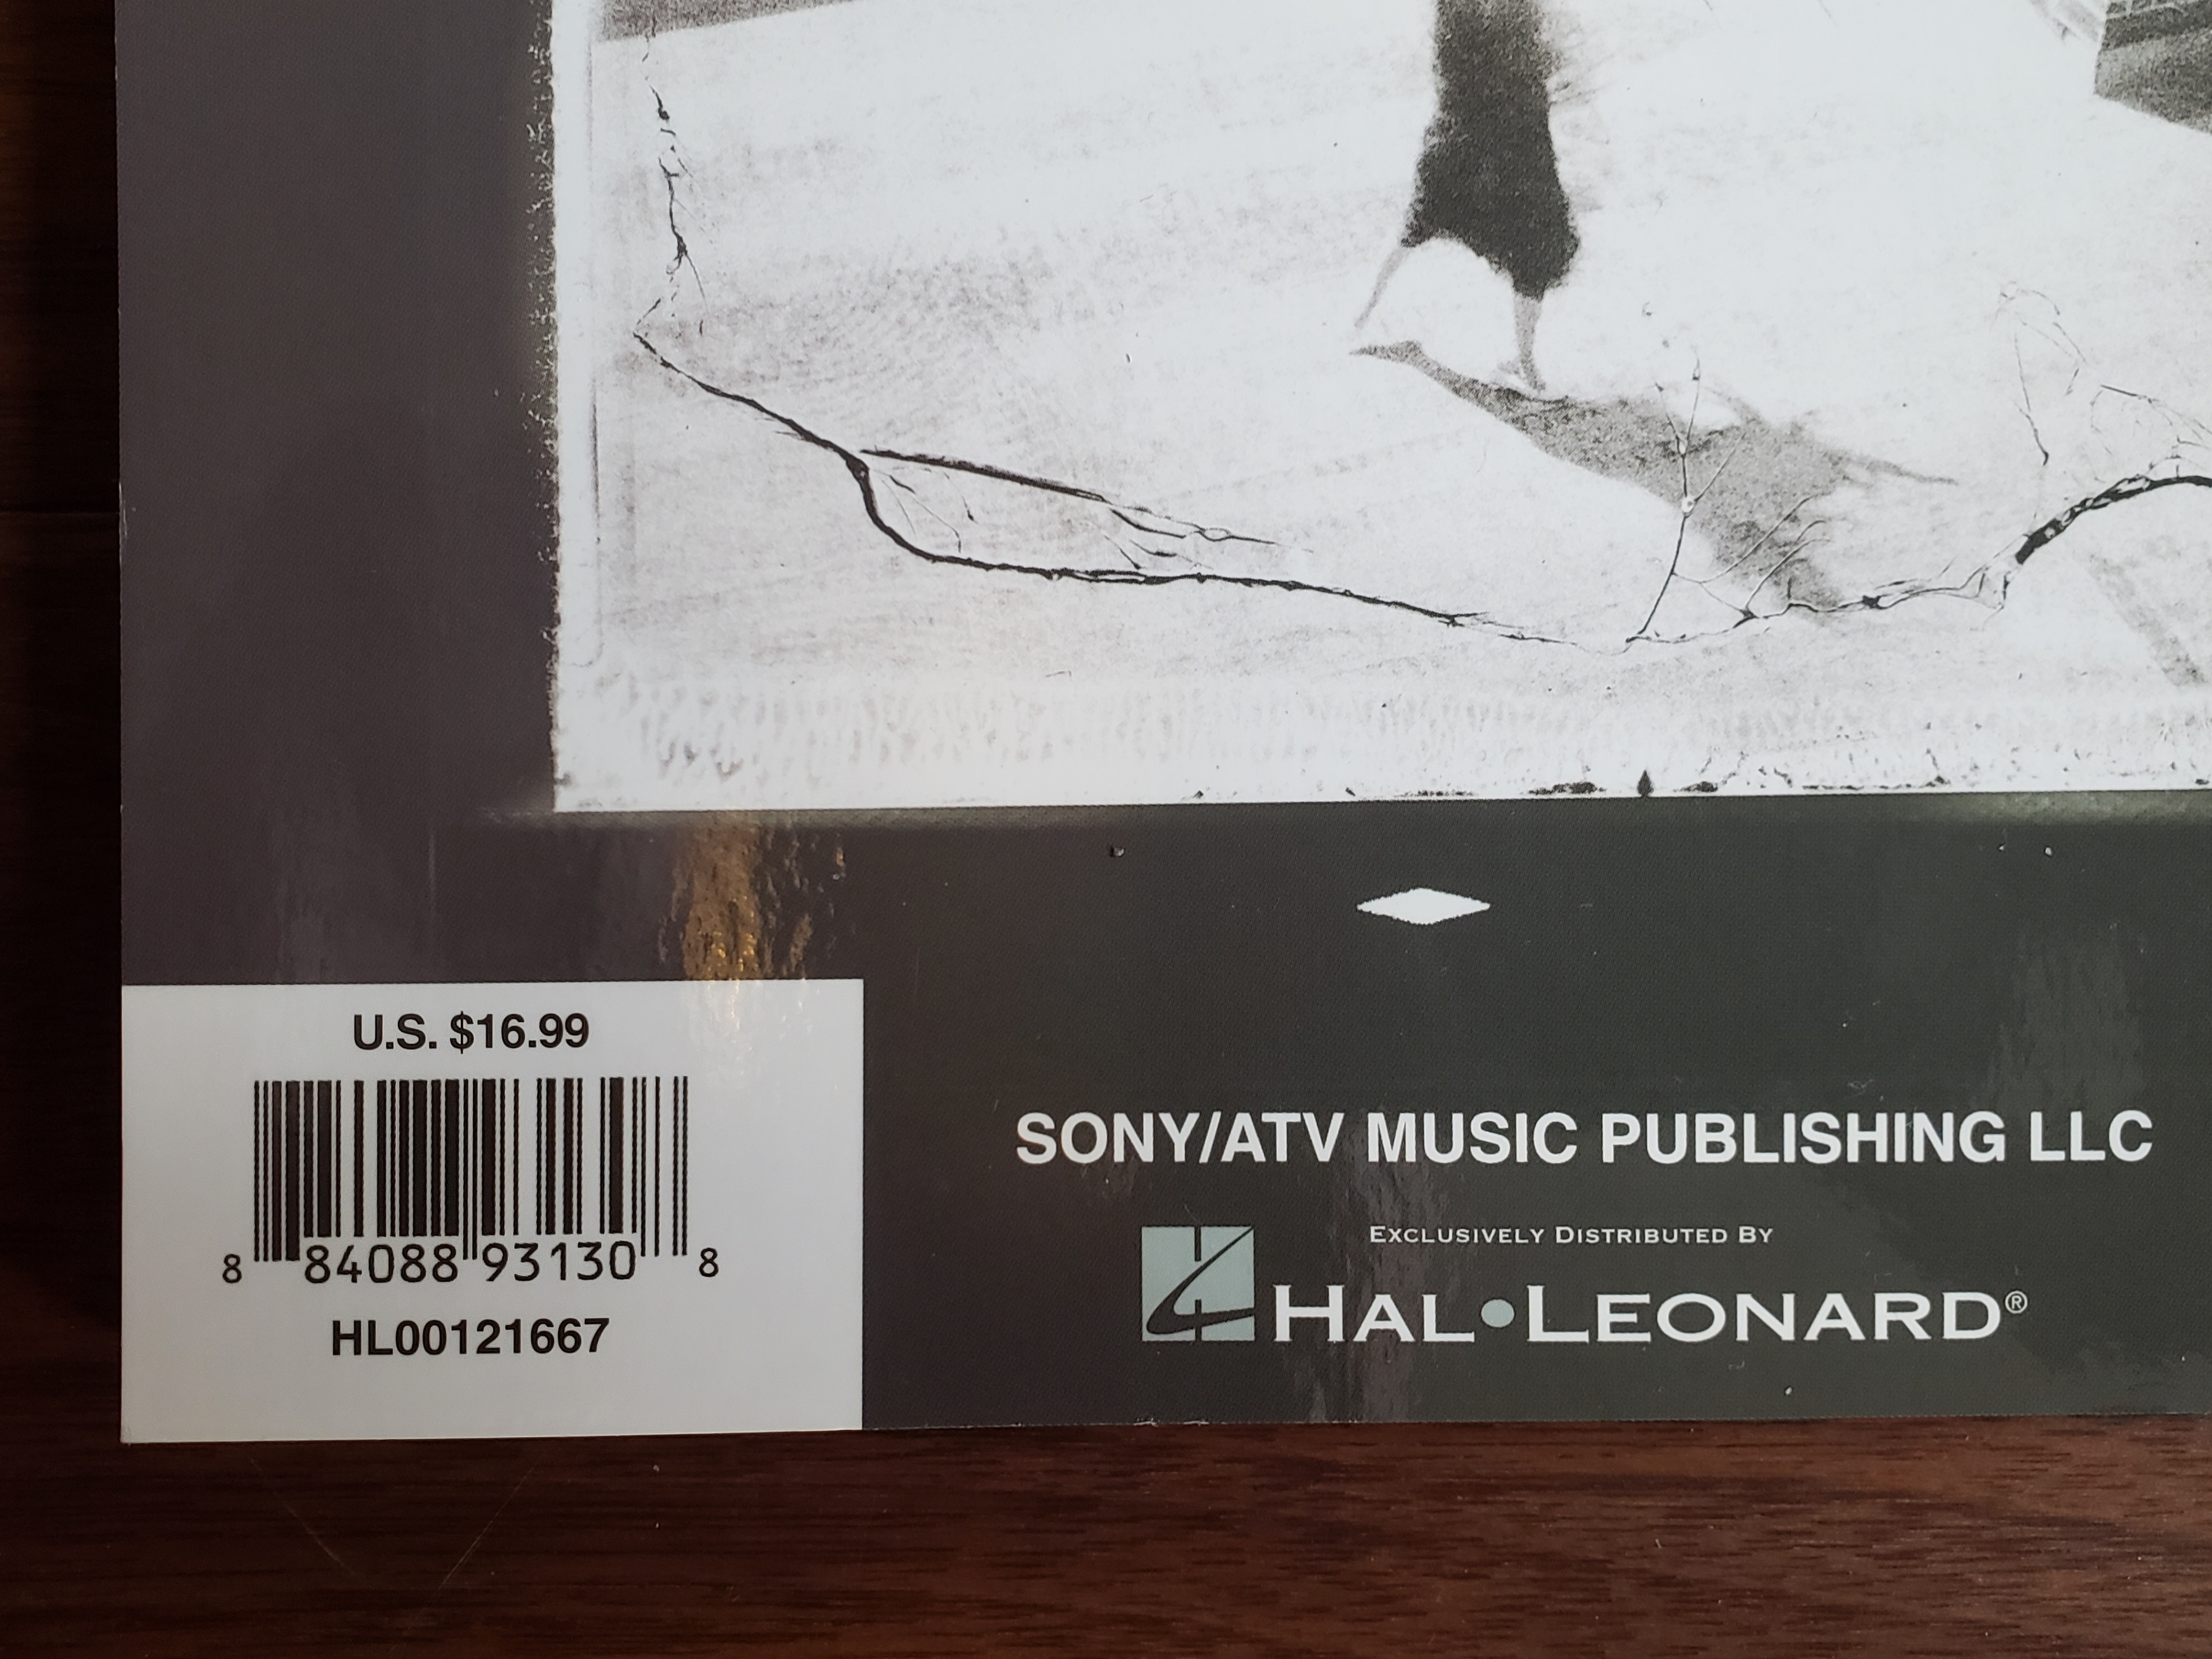 U.S. $16.99
8 84088 93130 8
HL00121667
SONY/ATV MUSIC PUBLISHING LLC
EXCLUSIVELY DISTRIBUTED BY
HAL•LEONARD®